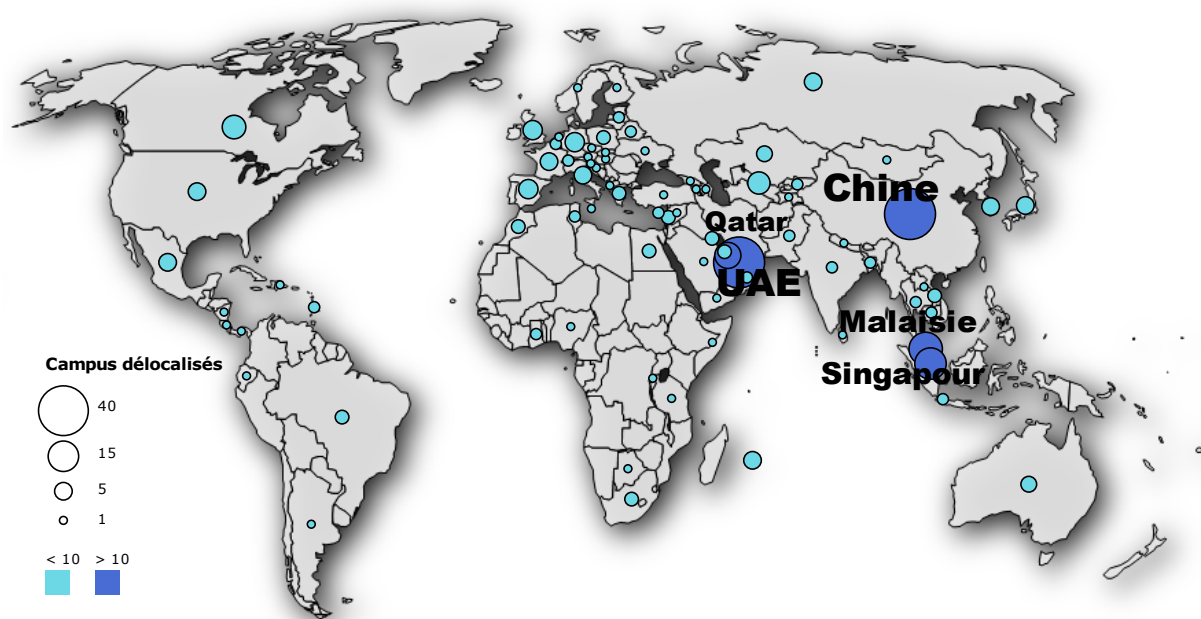 Chine
Qatar
UAE
Malaisie
Singapour
Campus délocalisés
40
15
5
1
< 10 > 10